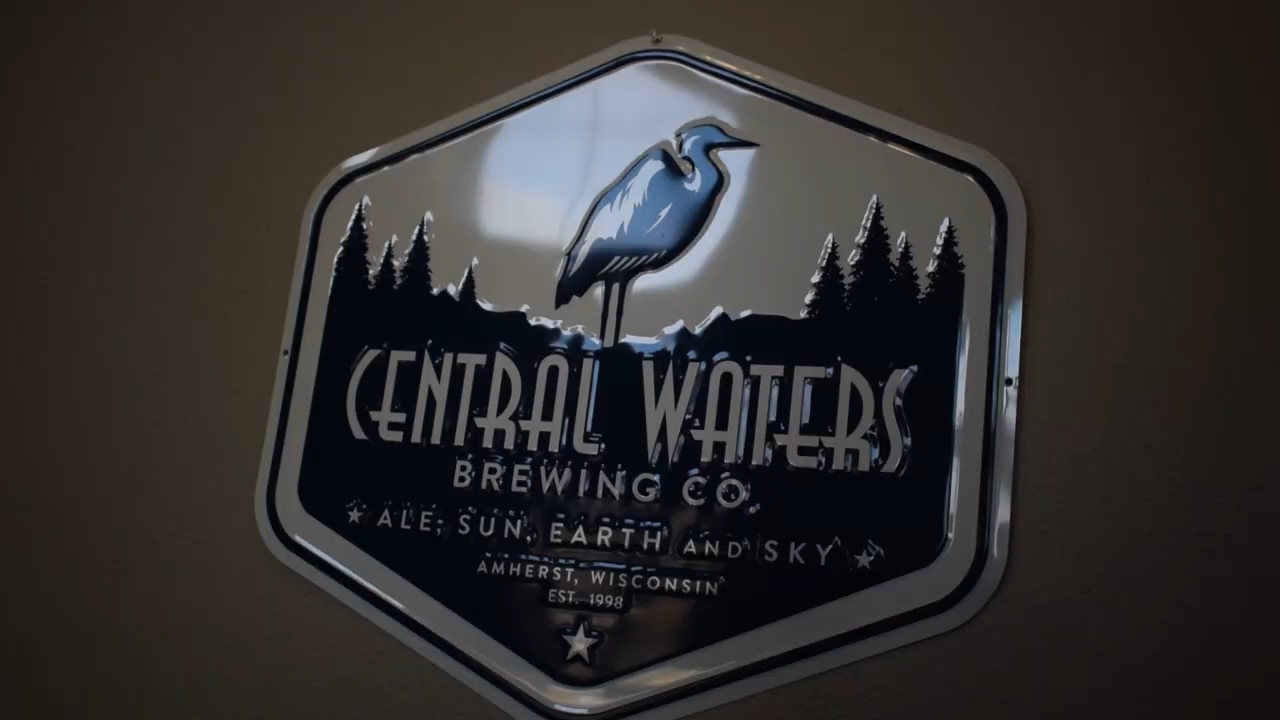 CENTRAL WATERS
BREWING CO.
ALE, SUN, EARTH AND SKY
AMHERST, WISCONSIN
EST. 1998